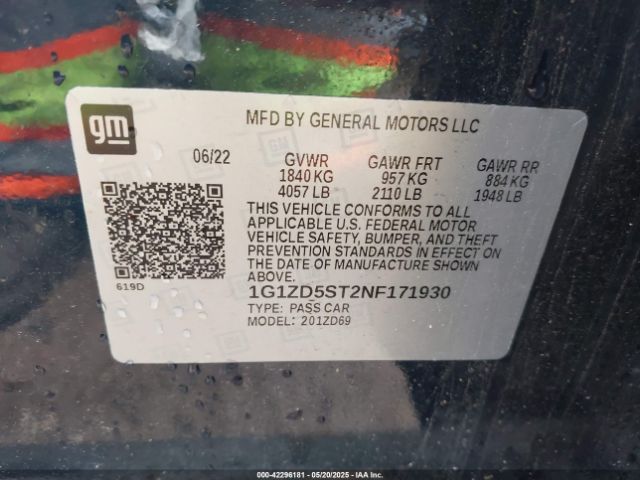 gm
MFD BY GENERAL MOTORS LLC
06/22 GVWR GAWR FRT GAWR RR
1840 KG 957 KG 884 KG
4057 LB 2110 LB 1948 LB
THIS VEHICLE CONFORMS TO ALL
APPLICABLE U.S. FEDERAL MOTOR
VEHICLE SAFETY, BUMPER, AND THEFT
PREVENTION STANDARDS IN EFFECT ON
THE DATE OF MANUFACTURE SHOWN
ABOVE.
619D
1G1ZD5ST2NF171930
TYPE: PASS CAR
MODEL: 201ZD69
000-42296181 — 05/20/2025 — IAA Inc.